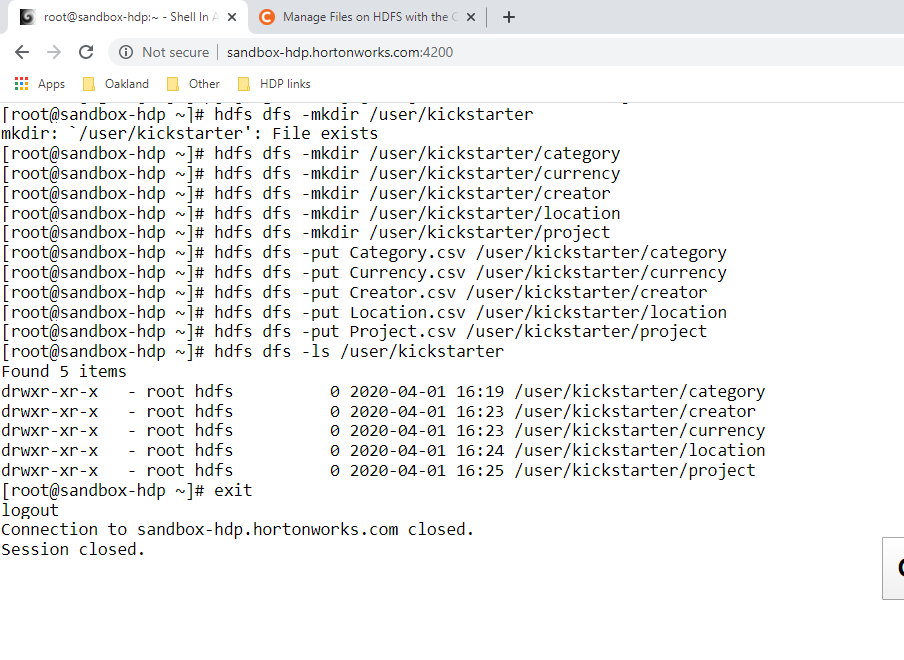 root@sandbox-hdp:~ - Shell In A
Manage Files on HDFS with the C
Not secure
sandbox-hdp.hortonworks.com:4200
Apps
Oakland
Other
HDP links
[root@sandbox-hdp ~]# hdfs dfs -mkdir /user/kickstarter
mkdir: `/user/kickstarter': File exists
[root@sandbox-hdp ~]# hdfs dfs -mkdir /user/kickstarter/category
[root@sandbox-hdp ~]# hdfs dfs -mkdir /user/kickstarter/currency
[root@sandbox-hdp ~]# hdfs dfs -mkdir /user/kickstarter/creator
[root@sandbox-hdp ~]# hdfs dfs -mkdir /user/kickstarter/location
[root@sandbox-hdp ~]# hdfs dfs -mkdir /user/kickstarter/project
[root@sandbox-hdp ~]# hdfs dfs -put Category.csv /user/kickstarter/category
[root@sandbox-hdp ~]# hdfs dfs -put Currency.csv /user/kickstarter/currency
[root@sandbox-hdp ~]# hdfs dfs -put Creator.csv /user/kickstarter/creator
[root@sandbox-hdp ~]# hdfs dfs -put Location.csv /user/kickstarter/location
[root@sandbox-hdp ~]# hdfs dfs -put Project.csv /user/kickstarter/project
[root@sandbox-hdp ~]# hdfs dfs -ls /user/kickstarter
Found 5 items
drwxr-xr-x   - root hdfs          0 2020-04-01 16:19 /user/kickstarter/category
drwxr-xr-x   - root hdfs          0 2020-04-01 16:23 /user/kickstarter/creator
drwxr-xr-x   - root hdfs          0 2020-04-01 16:23 /user/kickstarter/currency
drwxr-xr-x   - root hdfs          0 2020-04-01 16:24 /user/kickstarter/location
drwxr-xr-x   - root hdfs          0 2020-04-01 16:25 /user/kickstarter/project
[root@sandbox-hdp ~]# exit
logout
Connection to sandbox-hdp.hortonworks.com closed.
Session closed.